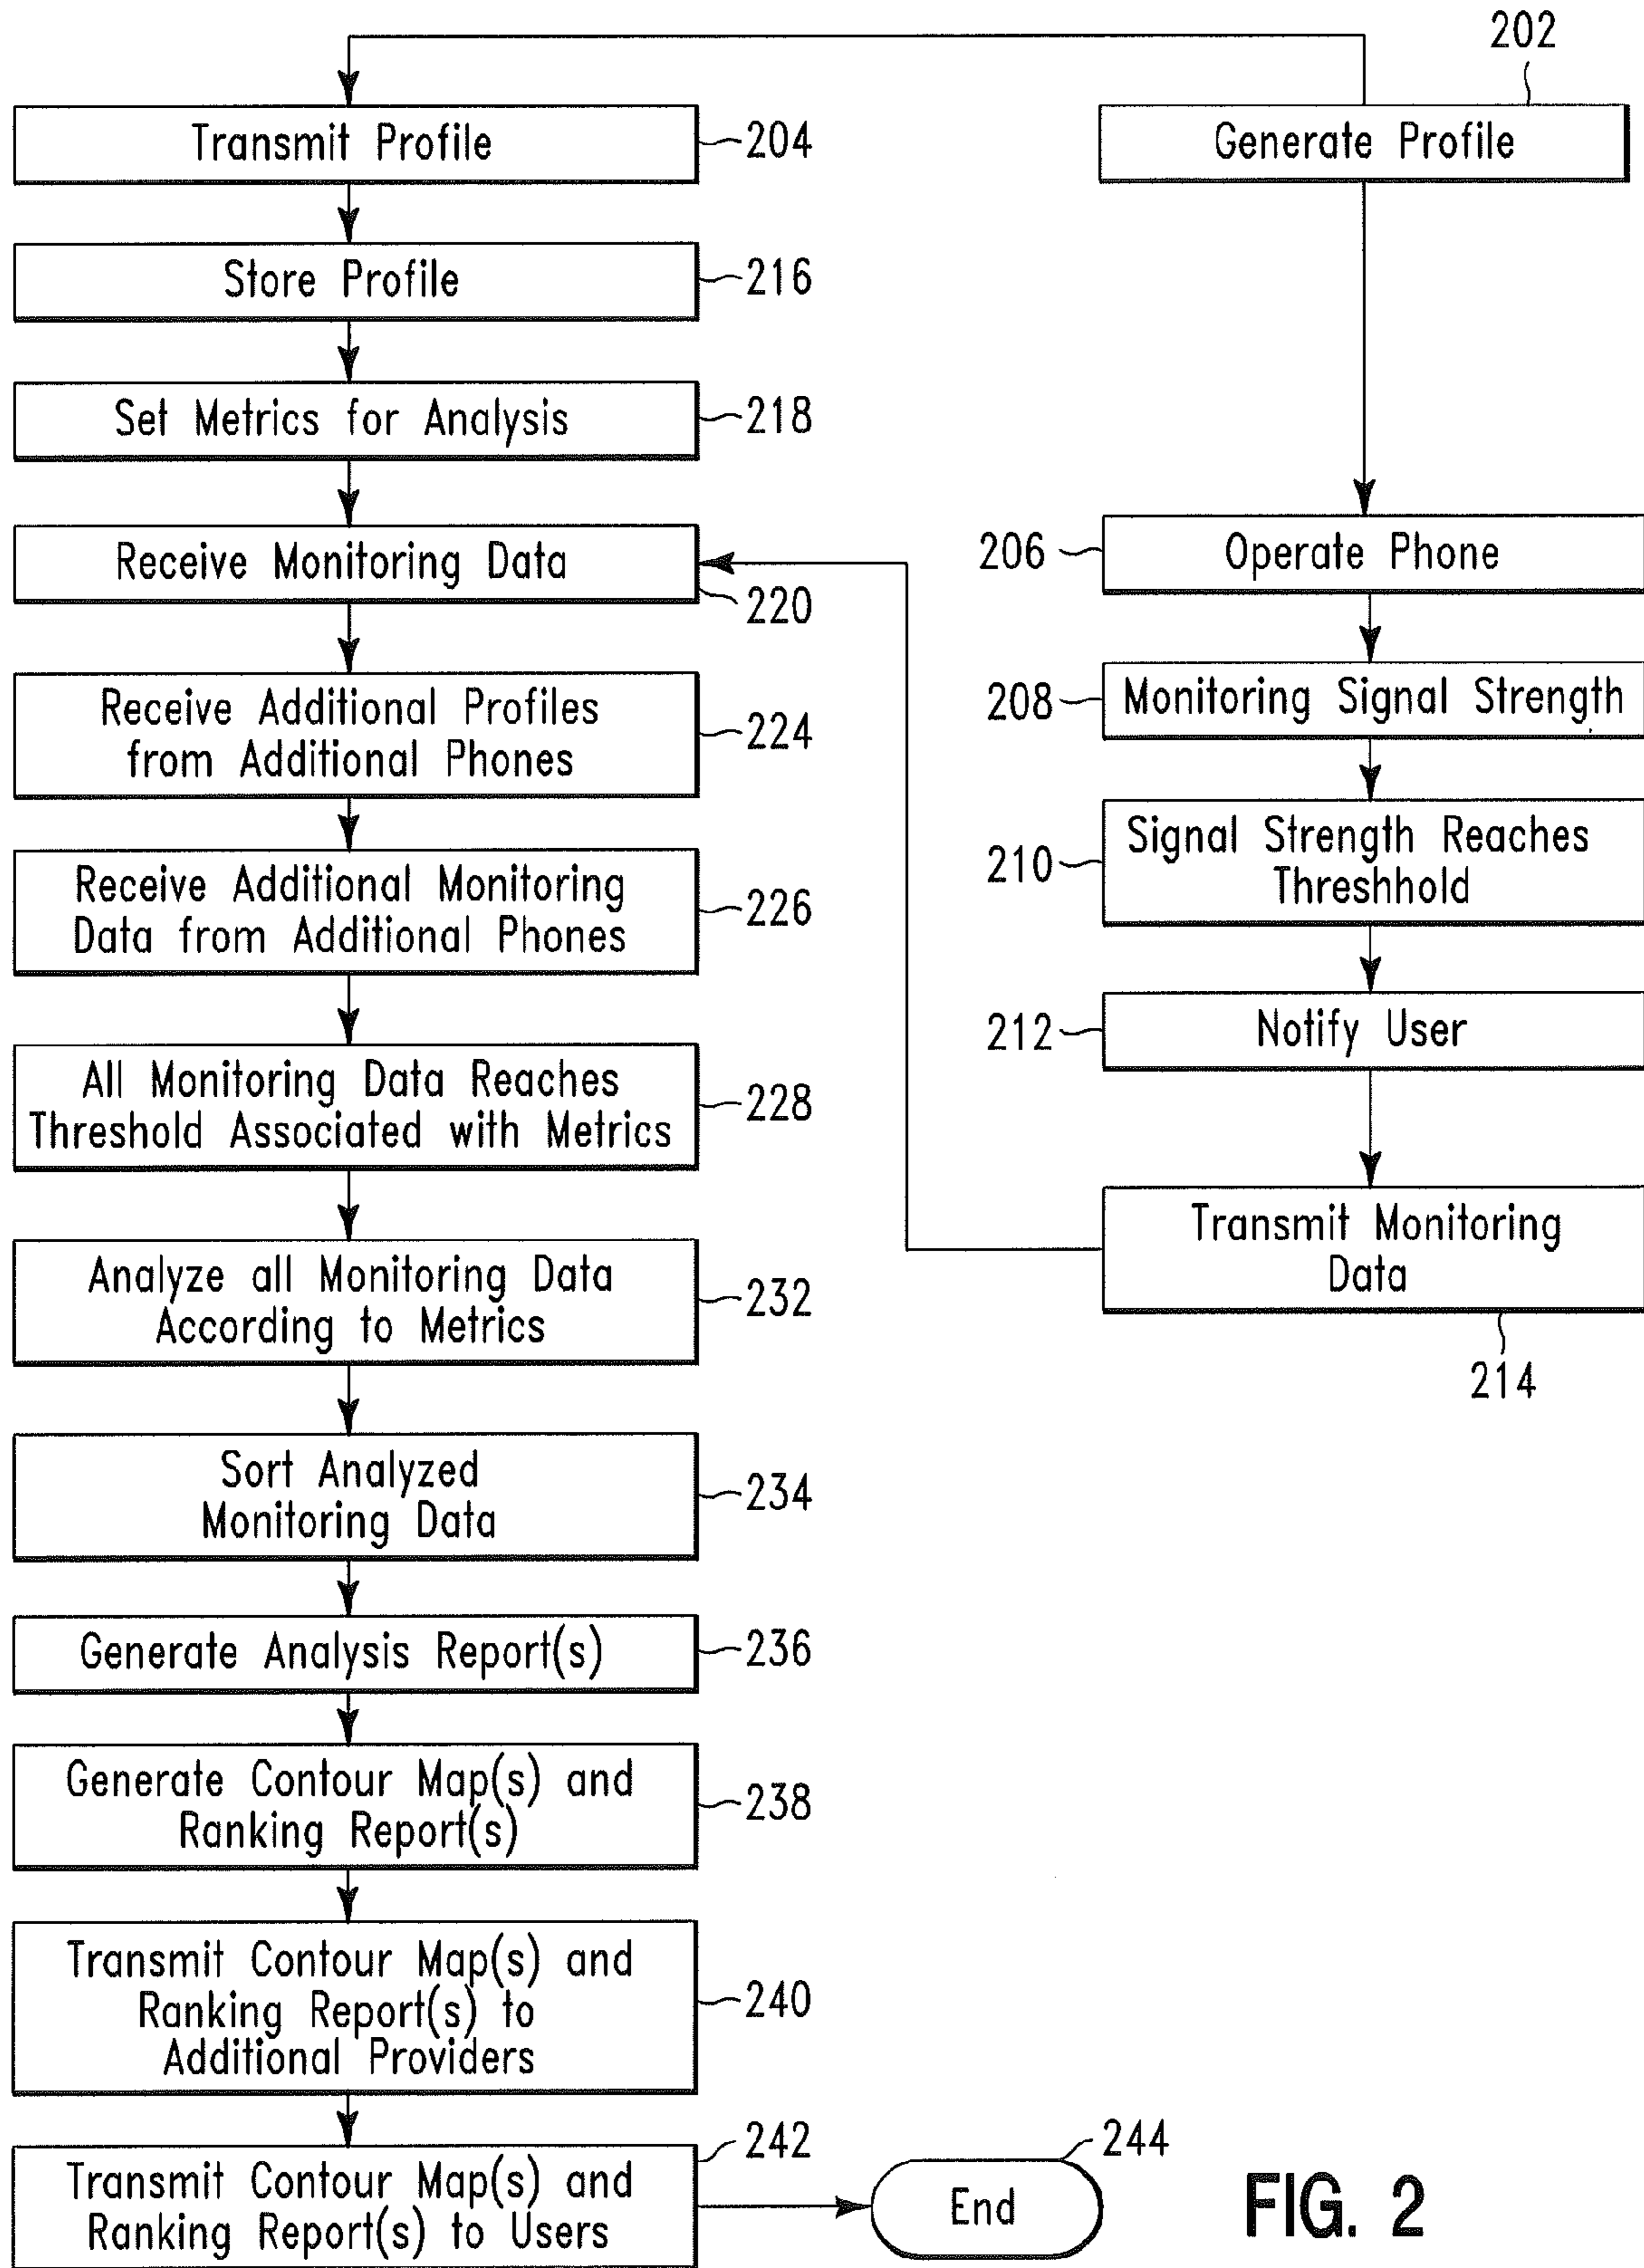 202
Generate Profile
Transmit Profile
204
Store Profile
216
Set Metrics for Analysis
218
Receive Monitoring Data
220
Receive Additional Profiles
from Additional Phones
224
Receive Additional Monitoring
Data from Additional Phones
226
All Monitoring Data Reaches
Threshold Associated with Metrics
228
Analyze all Monitoring Data
According to Metrics
232
Sort Analyzed
Monitoring Data
234
Generate Analysis Report(s)
236
Generate Contour Map(s) and
Ranking Report(s)
238
Transmit Contour Map(s) and
Ranking Report(s) to
Additional Providers
240
Transmit Contour Map(s) and
Ranking Report(s) to Users
242
End
244
206
Operate Phone
208
Monitoring Signal Strength
210
Signal Strength Reaches
Threshhold
212
Notify User
Transmit Monitoring
Data
214
FIG. 2